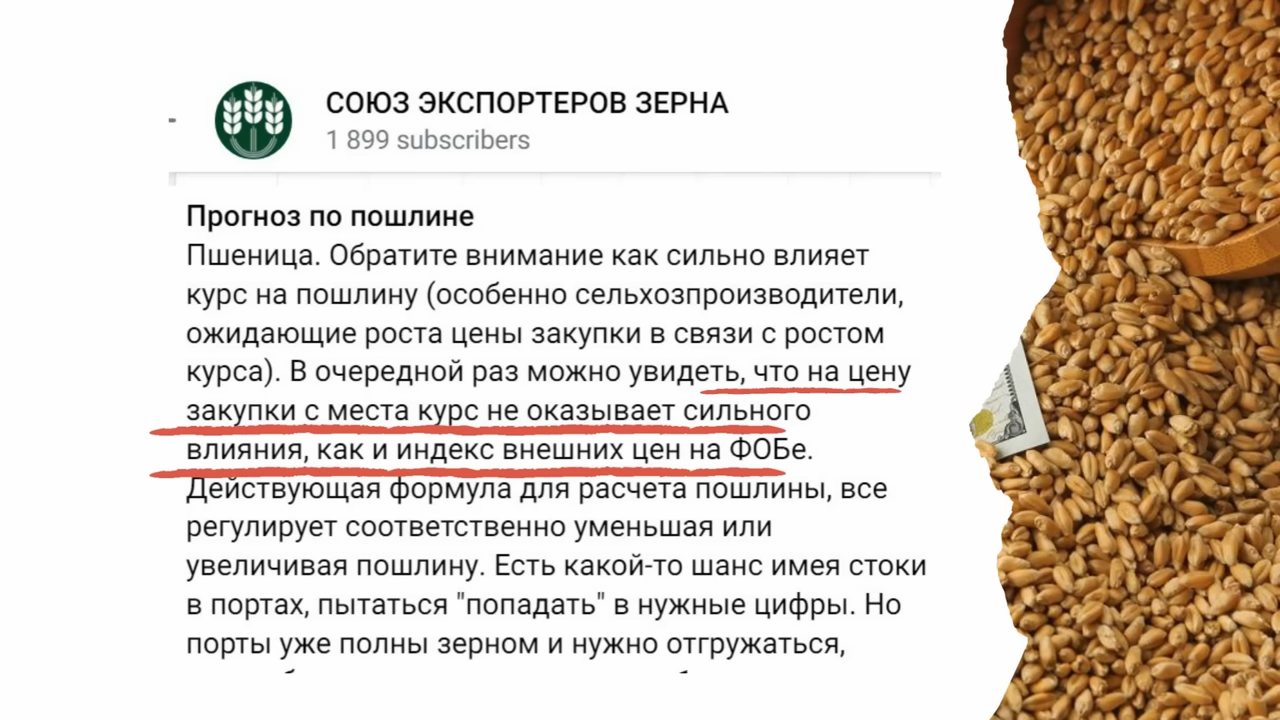 СОЮЗ ЭКСПОРТЕРОВ ЗЕРНА
1 899 subscribers
Прогноз по пошлине
Пшеница. Обратите внимание как сильно влияет
курс на пошлину (особенно сельхозпроизводители,
ожидающие роста цены закупки в связи с ростом
курса). В очередной раз можно увидеть, что на цену
закупки с места курс не оказывает сильного
влияния, как и индекс внешних цен на ФОБе.
Действующая формула для расчета пошлины, все
регулирует соответственно уменьшая или
увеличивая пошлину. Есть какой-то шанс имея стоки
в портах, пытаться "попадать" в нужные цифры. Но
порты уже полны зерном и нужно отгружаться,